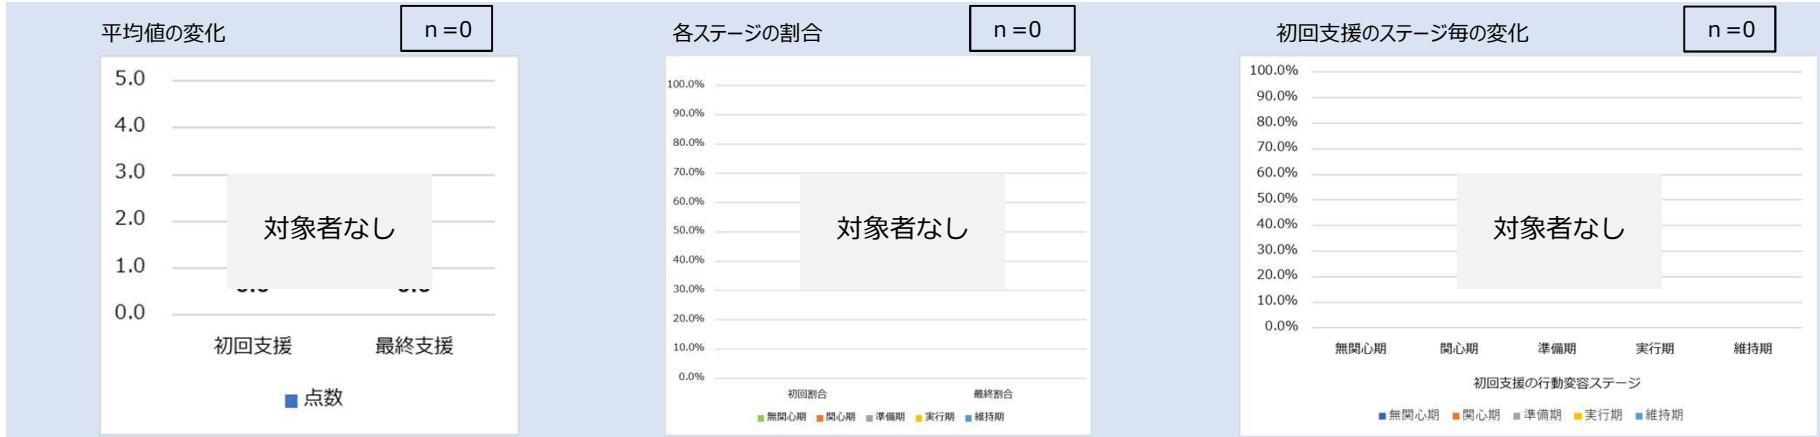 平均値の変化
n=0
5.0
4.0
3.0
2.0
1.0
0.0
対象者なし
初回支援 最終支援
点数
各ステージの割合
n=0
100.0%
90.0%
80.0%
70.0%
60.0%
50.0%
40.0%
30.0%
20.0%
10.0%
0.0%
対象者なし
初回割合 最終割合
無関心期 関心期 準備期 実行期 維持期
初回支援のステージ毎の変化
n=0
100.0%
90.0%
80.0%
70.0%
60.0%
50.0%
40.0%
30.0%
20.0%
10.0%
0.0%
対象者なし
無関心期 関心期 準備期 実行期 維持期
初回支援の行動変容ステージ
無関心期 関心期 準備期 実行期 維持期